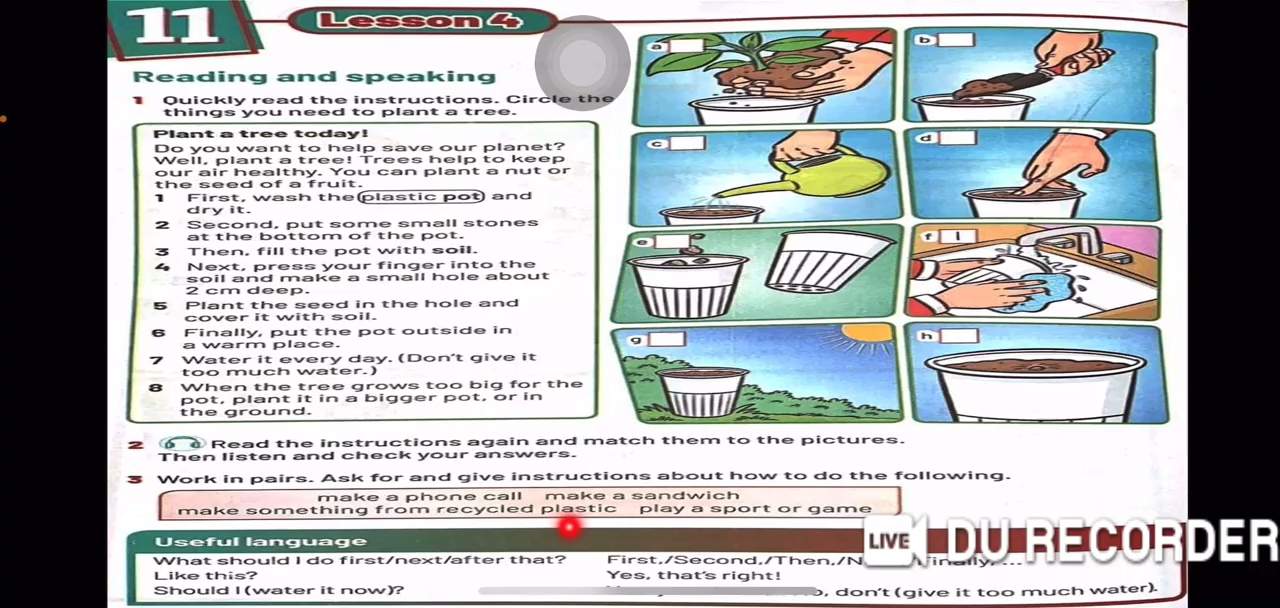 11
Lesson 4
Reading and speaking
1 Quickly read the instructions. Circle the
things you need to plant a tree.
Plant a tree today!
Do you want to help save our planet?
Well, plant a tree! Trees help to keep
our air healthy. You can plant a nut or
the seed of a fruit.
1 First, wash the plastic pot and
dry it.
2 Second, put some small stones
at the bottom of the pot.
3 Then, fill the pot with soil.
4 Next, press your finger into the
soil and make a small hole about
2 cm deep.
5 Plant the seed in the hole and
cover it with soil.
6 Finally, put the pot outside in
a warm place.
7 Water it every day. (Don't give it
too much water.)
8 When the tree grows too big for the
pot, plant it in a bigger pot, or in
the ground.
a
b
c
d
e
f 1
g
h
2 Read the instructions again and match them to the pictures.
Then listen and check your answers.
3 Work in pairs. Ask for and give instructions about how to do the following.
make a phone call make a sandwich
make something from recycled plastic play a sport or game
Useful language
What should I do first/next/after that? First,/Second,/Then,/
Like this? Yes, that's right!
Should I (water it now)? don't (give it too much water).
LIVE DU RECORDER